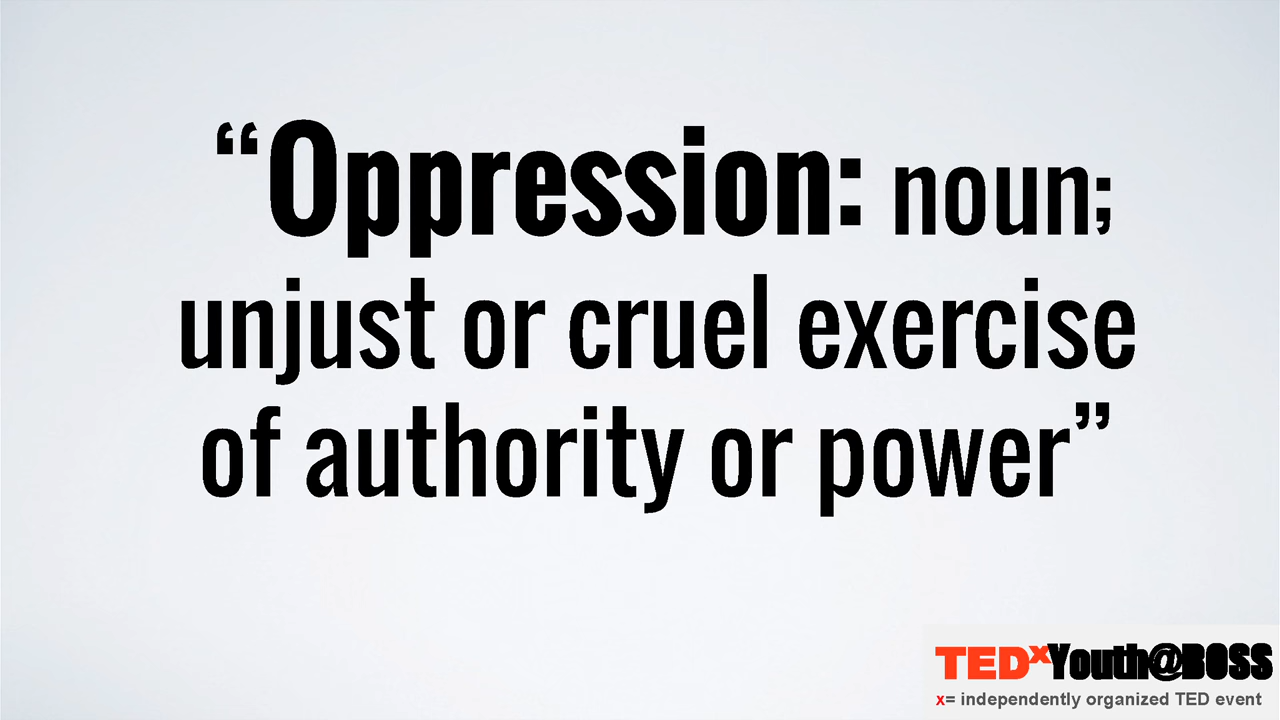 “Oppression: noun;
unjust or cruel exercise
of authority or power”
TEDxYouth@BOSS
x= independently organized TED event